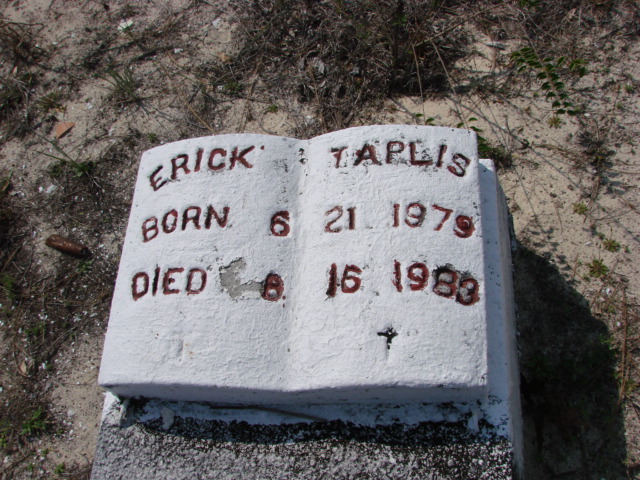 ERICK TAPLIS
BORN 6 21 1979
DIED 8 16 1983